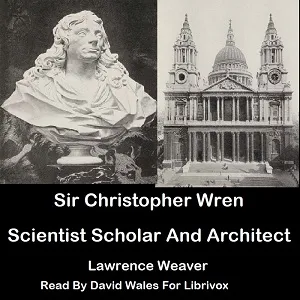 Sir Christopher Wren
Scientist Scholar And Architect
Lawrence Weaver
Read By David Wales For Librivox